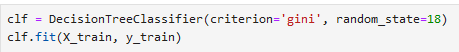 clf = DecisionTreeClassifier(criterion='gini', random_state=18)
clf.fit(X_train, y_train)